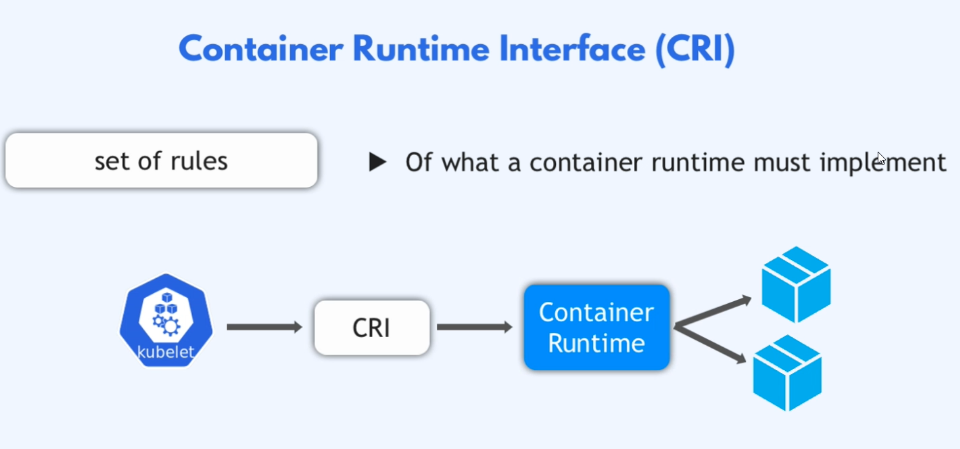 Container Runtime Interface (CRI)
set of rules
Of what a container runtime must implement
kubelet
CRI
Container
Runtime